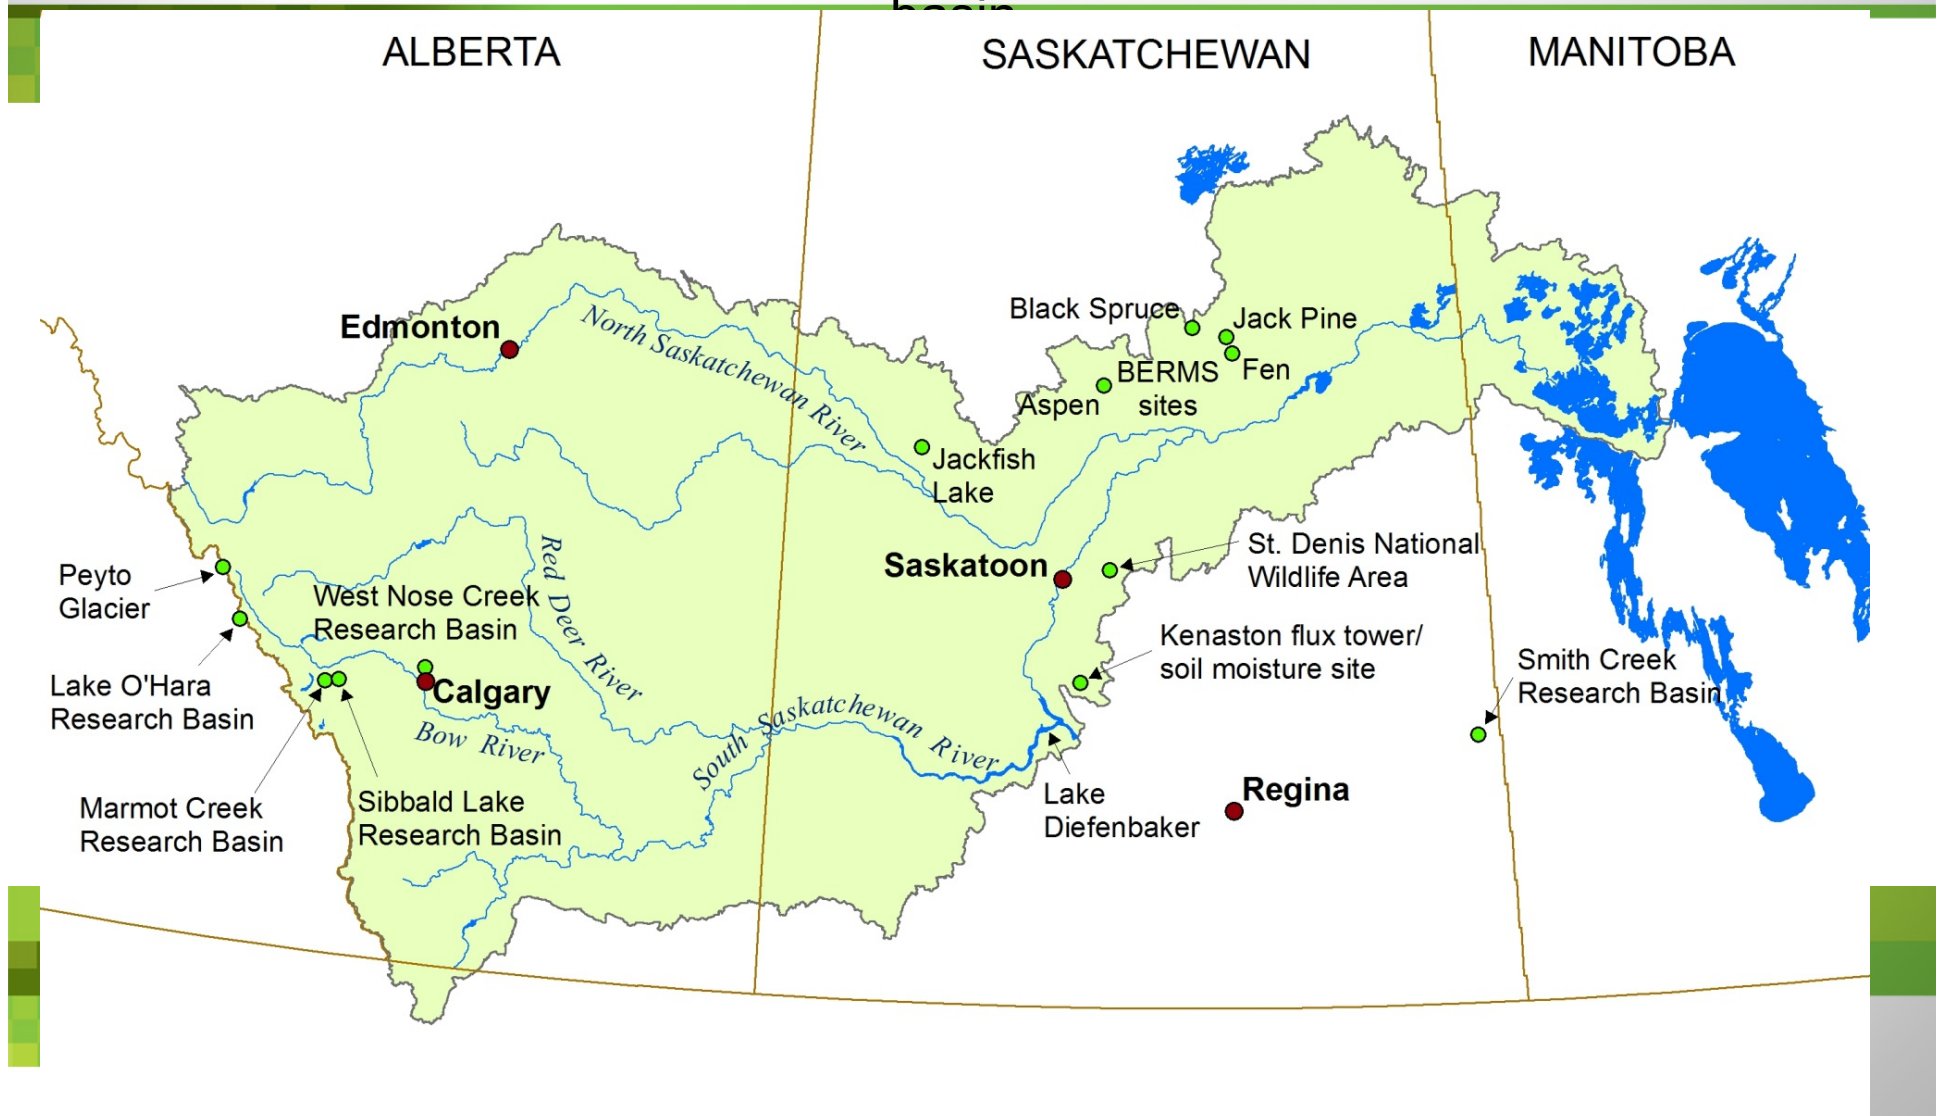 basin
ALBERTA
SASKATCHEWAN
MANITOBA
Edmonton
North Saskatchewan River
Black Spruce
Jack Pine
BERMS
sites
Fen
Aspen
Jackfish
Lake
Saskatoon
St. Denis National
Wildlife Area
Peyto
Glacier
West Nose Creek
Research Basin
Red Deer River
Kenaston flux tower/
soil moisture site
Smith Creek
Research Basin
Lake O'Hara
Research Basin
Calgary
Bow River
South Saskatchewan River
Marmot Creek
Research Basin
Sibbald Lake
Research Basin
Lake
Diefenbaker
Regina